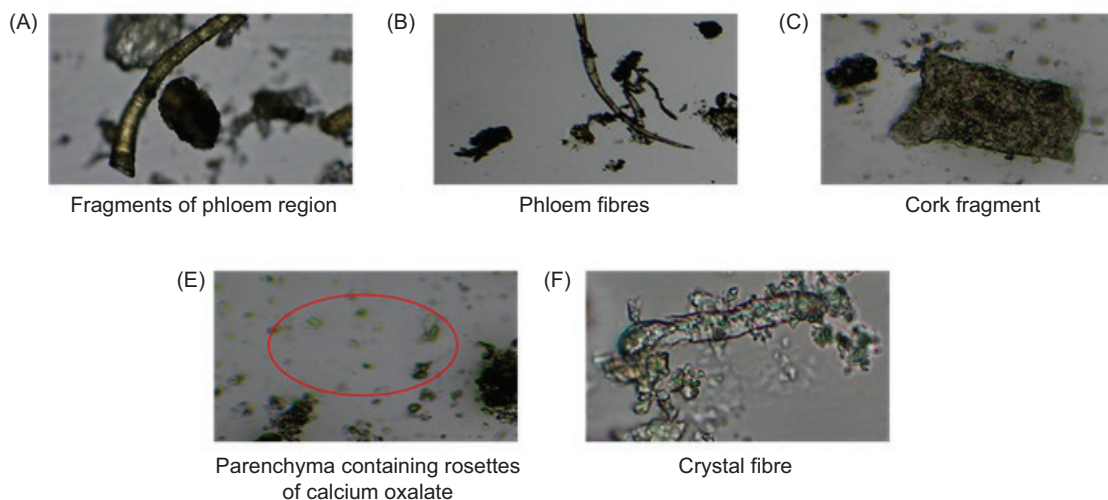 (A)
(B)
(C)
Fragments of phloem region
Phloem fibres
Cork fragment
(E)
(F)
Parenchyma containing rosettes
of calcium oxalate
Crystal fibre